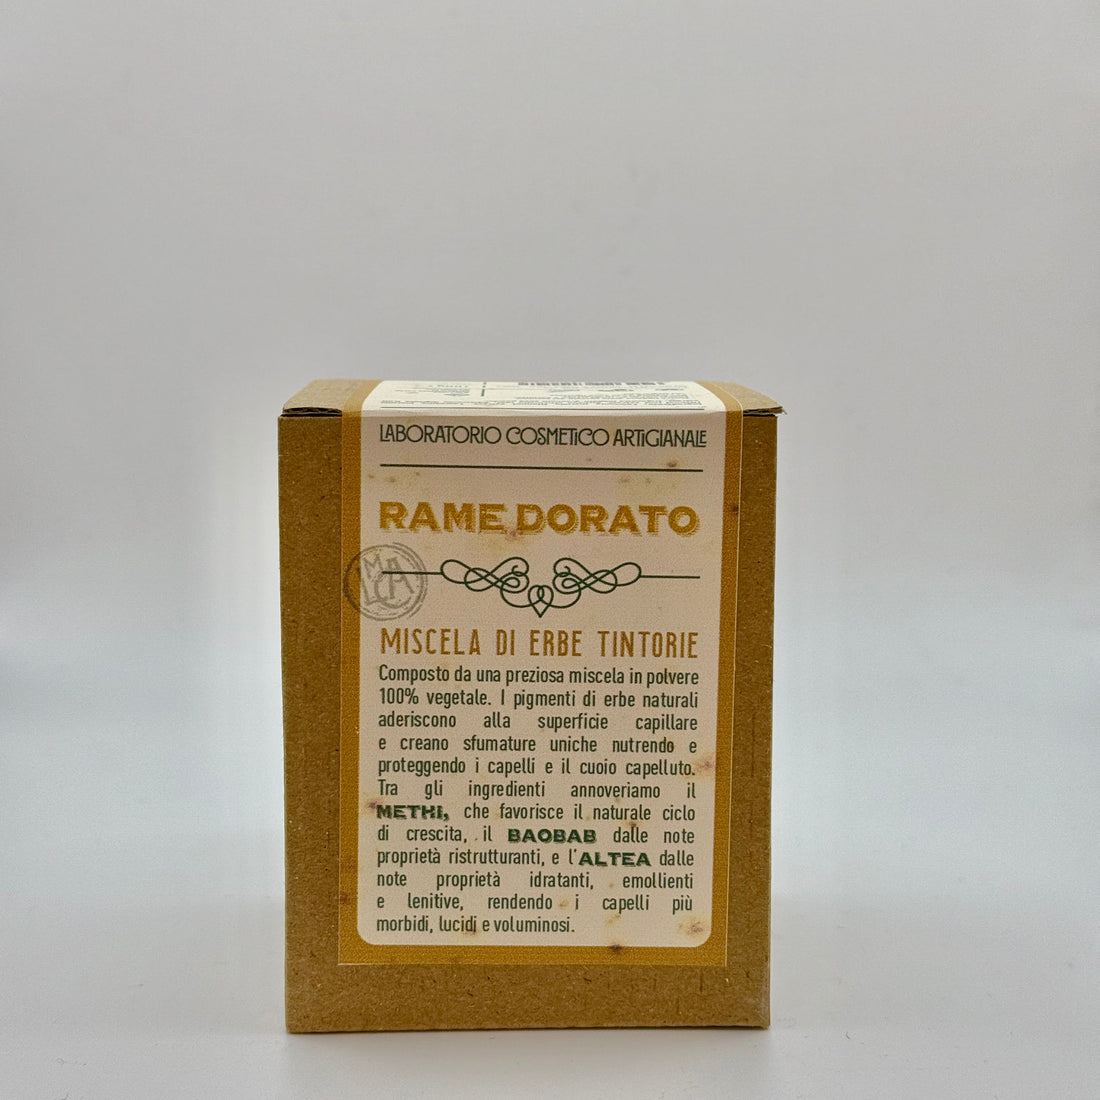 LABORATORIO COSMETICO ARTIGIANALE
RAME DORATO
MISCELA DI ERBE TINTORIE
Composto da una preziosa miscela in polvere
100% vegetale. I pigmenti di erbe naturali
aderiscono alla superficie capillare
e creano sfumature uniche nutrendo e
proteggendo i capelli e il cuoio capelluto.
Tra gli ingredienti annoveriamo il
METHI, che favorisce il naturale ciclo
di crescita, il BAOBAB dalle note
proprietà ristrutturanti, e l'ALTEA dalle
note proprietà idratanti, emollienti
e lenitive, rendendo i capelli più
morbidi, lucidi e voluminosi.